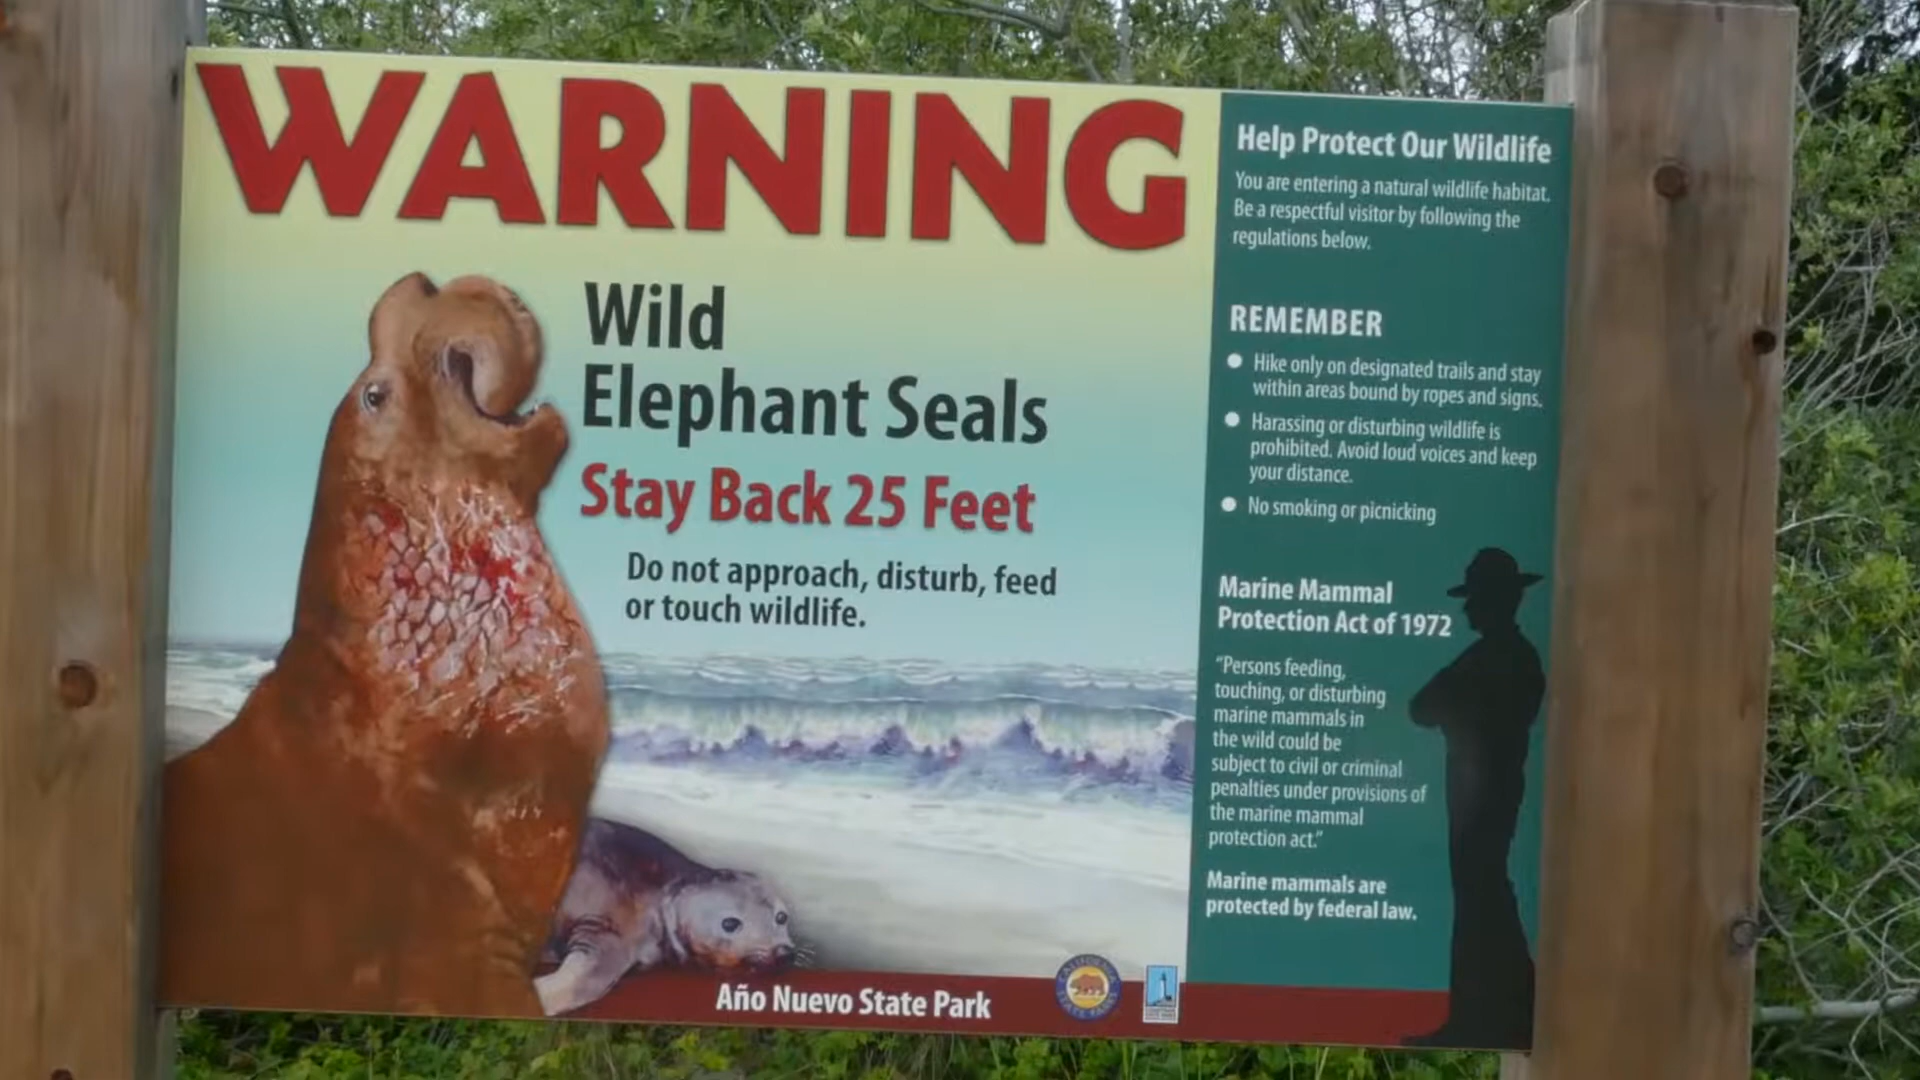 WARNING
Wild
Elephant Seals
Stay Back 25 Feet
Do not approach, disturb, feed
or touch wildlife.
Año Nuevo State Park
CALIFORNIA
STATE PARKS
Help Protect Our Wildlife
You are entering a natural wildlife habitat.
Be a respectful visitor by following the
regulations below.
REMEMBER
● Hike only on designated trails and stay
within areas bound by ropes and signs.
● Harassing or disturbing wildlife is
prohibited. Avoid loud voices and keep
your distance.
● No smoking or picnicking
Marine Mammal
Protection Act of 1972
“Persons feeding,
touching, or disturbing
marine mammals in
the wild could be
subject to civil or criminal
penalties under provisions of
the marine mammal
protection act.”
Marine mammals are
protected by federal law.